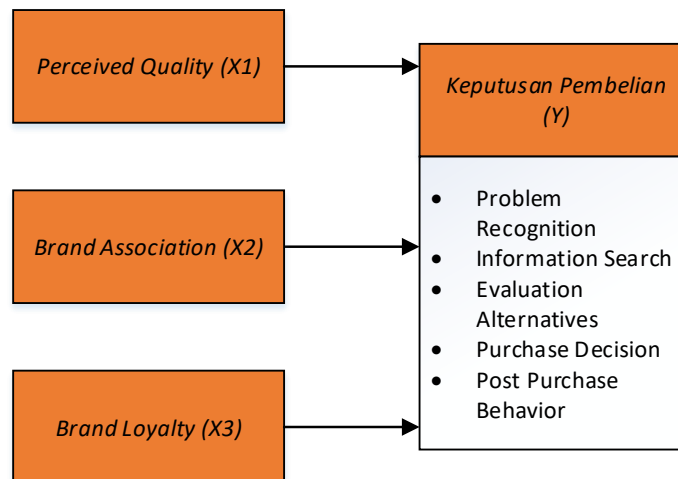 Perceived Quality (X1)
Brand Association (X2)
Brand Loyalty (X3)
Keputusan Pembelian
(Y)
• Problem
Recognition
• Information Search
• Evaluation
Alternatives
• Purchase Decision
• Post Purchase
Behavior